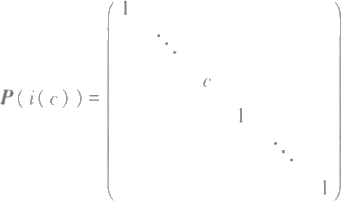 P(i(c)) = ⎛1
⋱
c
1
⋱
1⎞